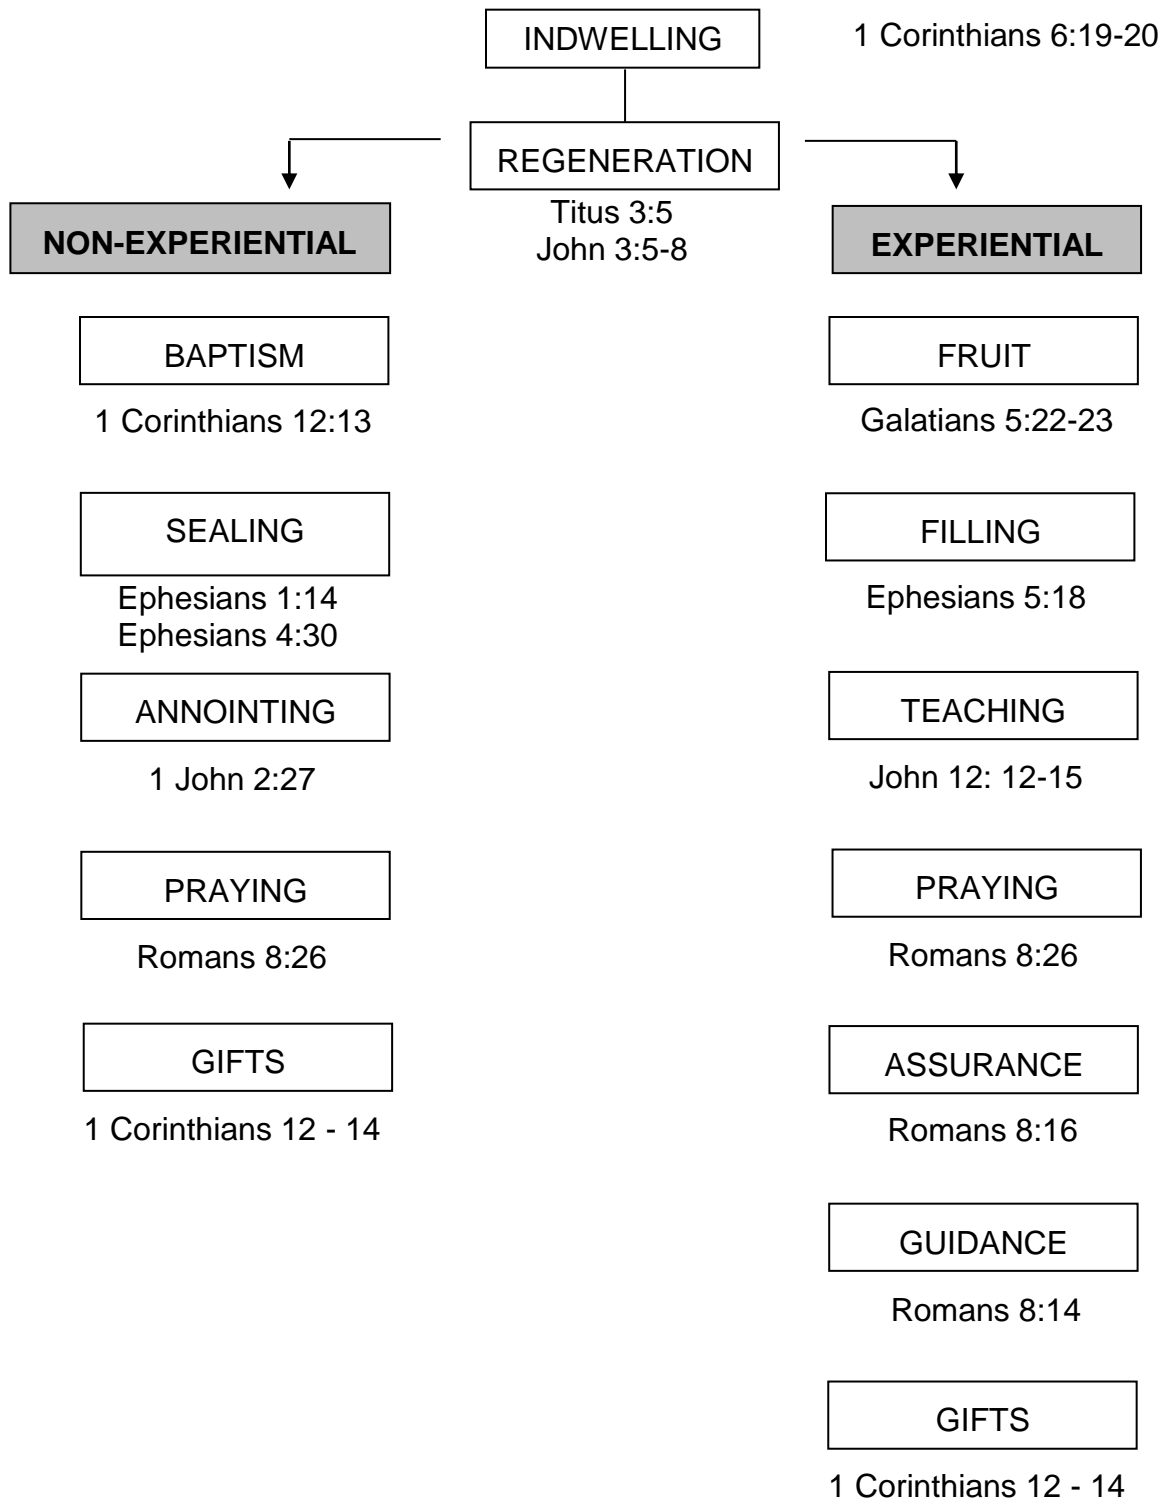 INDWELLING
1 Corinthians 6:19-20
REGENERATION
Titus 3:5
John 3:5-8
NON-EXPERIENTIAL
BAPTISM
1 Corinthians 12:13
SEALING
Ephesians 1:14
Ephesians 4:30
ANNOINTING
1 John 2:27
PRAYING
Romans 8:26
GIFTS
1 Corinthians 12 - 14
EXPERIENTIAL
FRUIT
Galatians 5:22-23
FILLING
Ephesians 5:18
TEACHING
John 12: 12-15
PRAYING
Romans 8:26
ASSURANCE
Romans 8:16
GUIDANCE
Romans 8:14
GIFTS
1 Corinthians 12 - 14